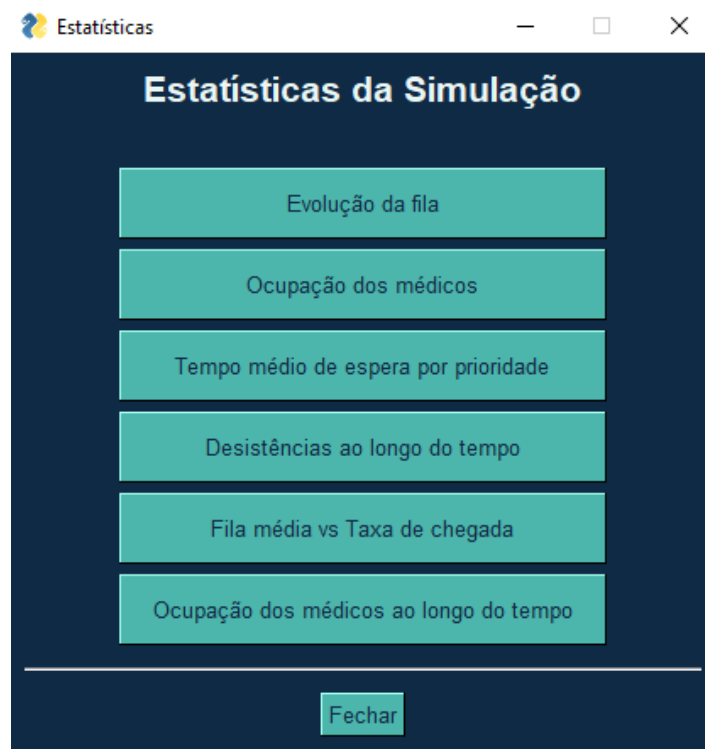 Estatísticas
Estatísticas da Simulação
Evolução da fila
Ocupação dos médicos
Tempo médio de espera por prioridade
Desistências ao longo do tempo
Fila média vs Taxa de chegada
Ocupação dos médicos ao longo do tempo
Fechar